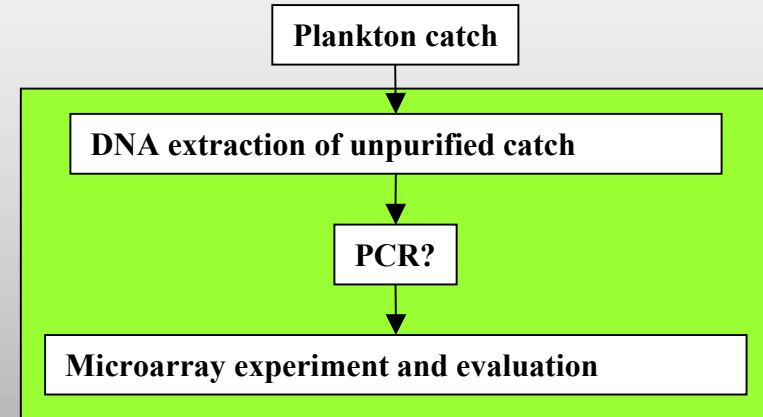 Plankton catch
DNA extraction of unpurified catch
PCR?
Microarray experiment and evaluation